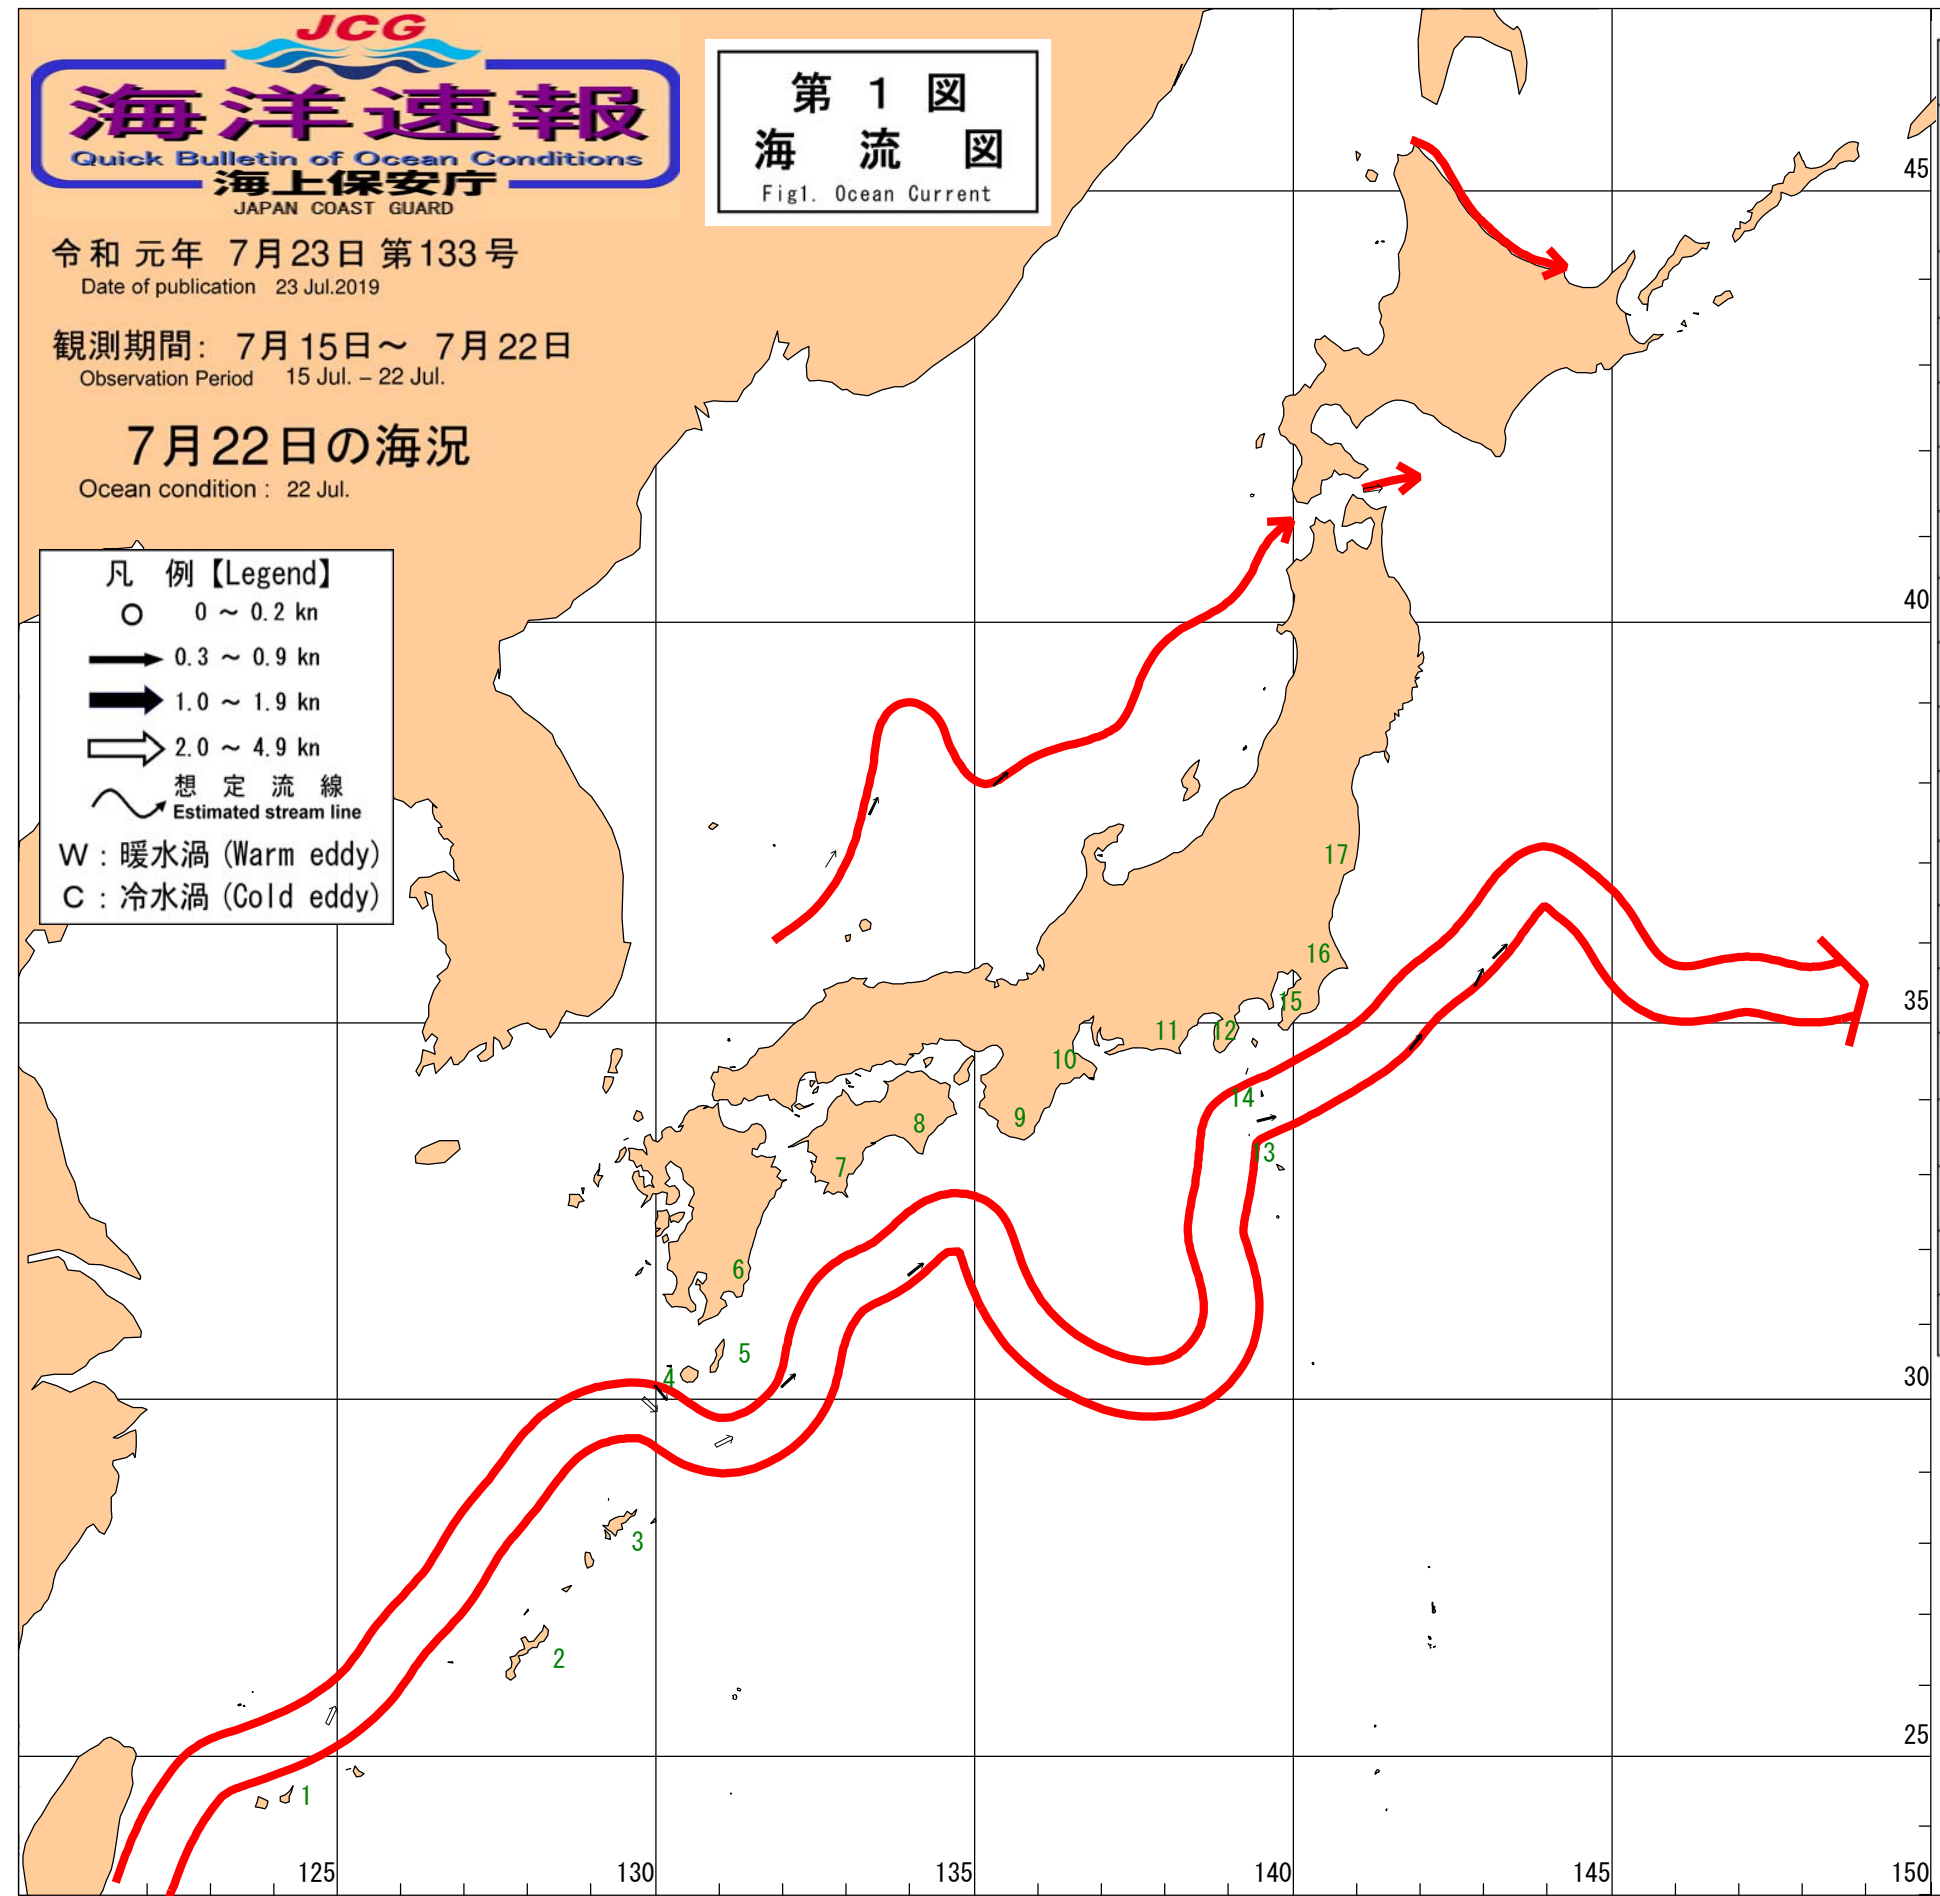 JCG
海洋速報
Quick Bulletin of Ocean Conditions
海上保安庁
JAPAN COAST GUARD
第 1 図
海 流 図
Fig1. Ocean Current
令和 元年 7月23日 第133号
Date of publication 23 Jul.2019
観測期間: 7月15日～ 7月22日
Observation Period 15 Jul. – 22 Jul.
7月22日の海況
Ocean condition : 22 Jul.
凡 例【Legend】
0 ～ 0.2 kn
0.3 ～ 0.9 kn
1.0 ～ 1.9 kn
2.0 ～ 4.9 kn
想 定 流 線
Estimated stream line
W : 暖水渦 (Warm eddy)
C : 冷水渦 (Cold eddy)
45
40
17
16
35
15
12
11
10
14
9
8
13
7
6
5
4
30
3
2
25
1
125
130
135
140
145
150